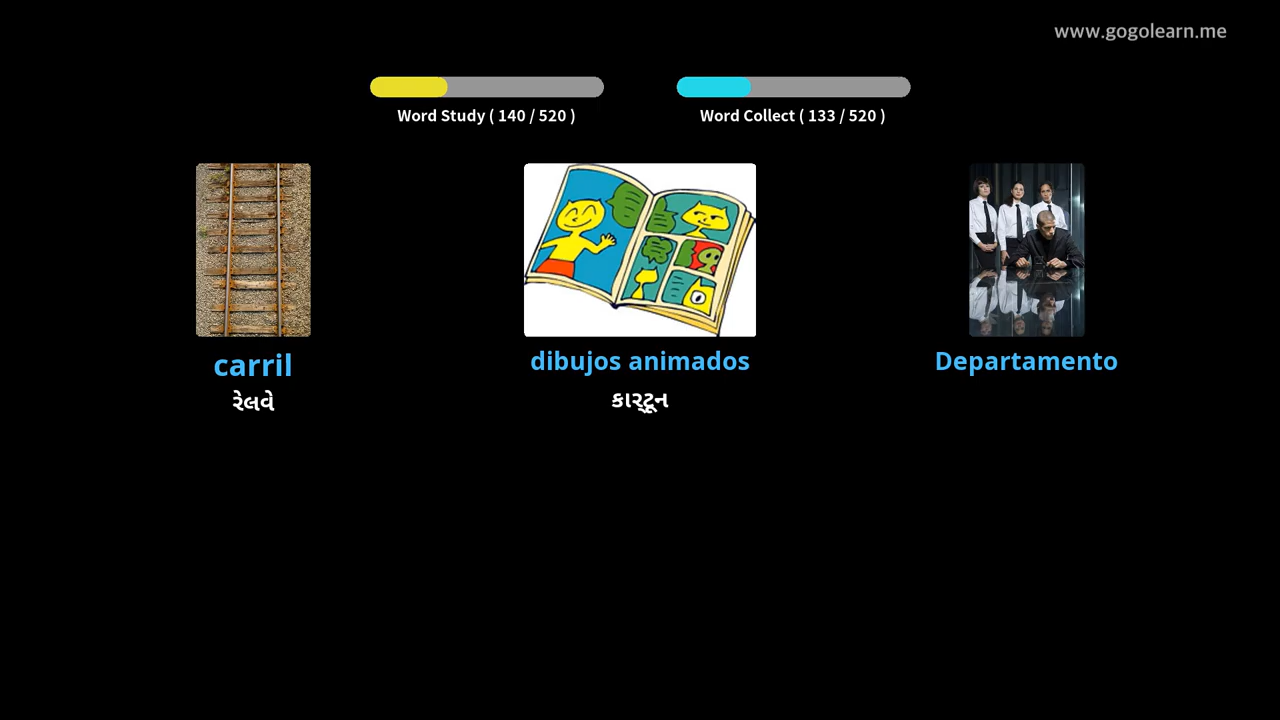 www.gogolearn.me
Word Study ( 140 / 520 )
Word Collect ( 133 / 520 )
carril
dibujos animados
Departamento
રેલવે
કાર્ટૂન